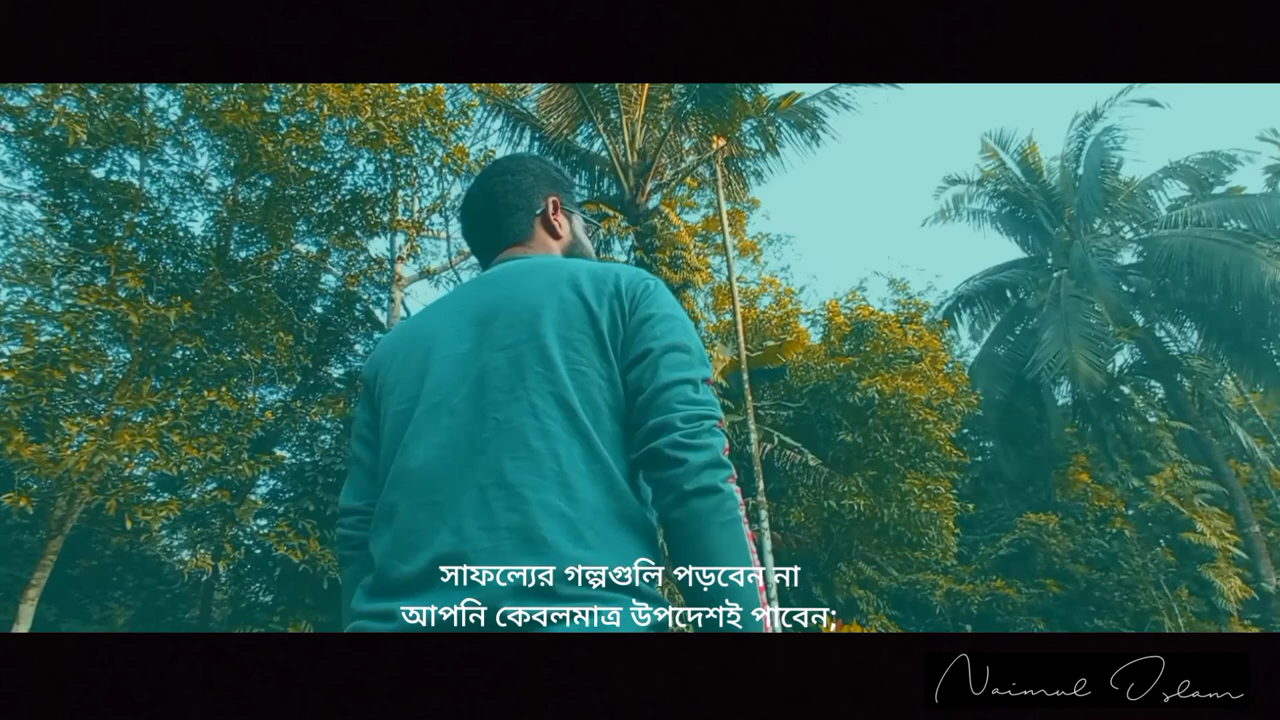 সাফল্যের গল্পগুলি পড়বেন না
আপনি কেবলমাত্র উপদেশই পাবেন;
Naimul Islam